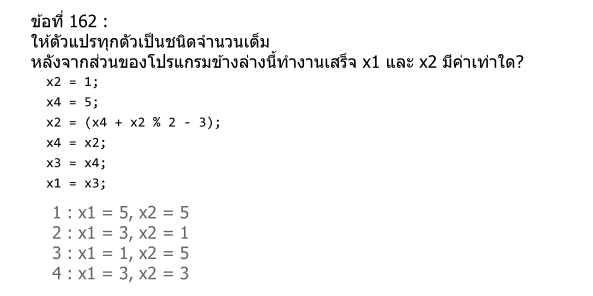 ข้อที่ 162 :
ให้ตัวแปรทุกตัวเป็นชนิดจำนวนเต็ม
หลังจากส่วนของโปรแกรมข้างล่างนี้ทำงานเสร็จ x1 และ x2 มีค่าเท่าใด?
x2 = 1;
x4 = 5;
x2 = (x4 + x2 % 2 - 3);
x4 = x2;
x3 = x4;
x1 = x3;
1 : x1 = 5, x2 = 5
2 : x1 = 3, x2 = 1
3 : x1 = 1, x2 = 5
4 : x1 = 3, x2 = 3